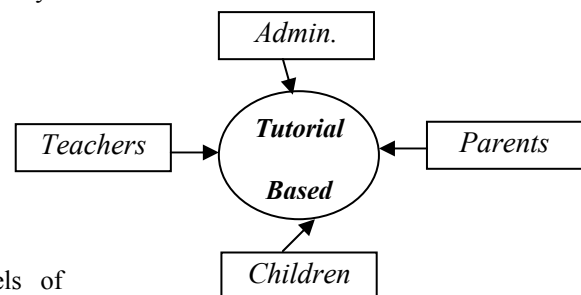 Admin.
Tutorial
Teachers
Parents
Based
els of
Children